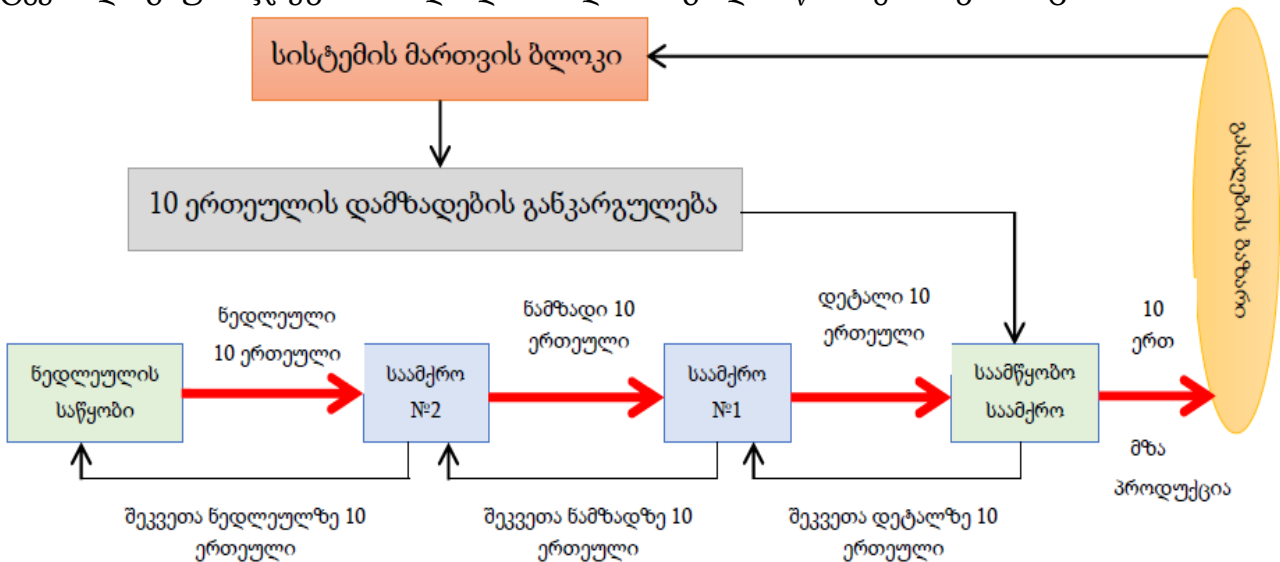 სისტემის მართვის ბლოკი
გასაღების ბაზარი
10 ერთეულის დამზადების განკარგულება
ნედლეული
10 ერთეული
ნამზადი 10
ერთეული
დეტალი 10
ერთეული
10
ერთ
ნედლეულის
საწყობი
საამქრო
№2
საამქრო
№1
საამწყობო
საამქრო
მზა
პროდუქცია
შეკვეთა ნედლეულზე 10
ერთეული
შეკვეთა ნამზადზე 10
ერთეული
შეკვეთა დეტალზე 10
ერთეული